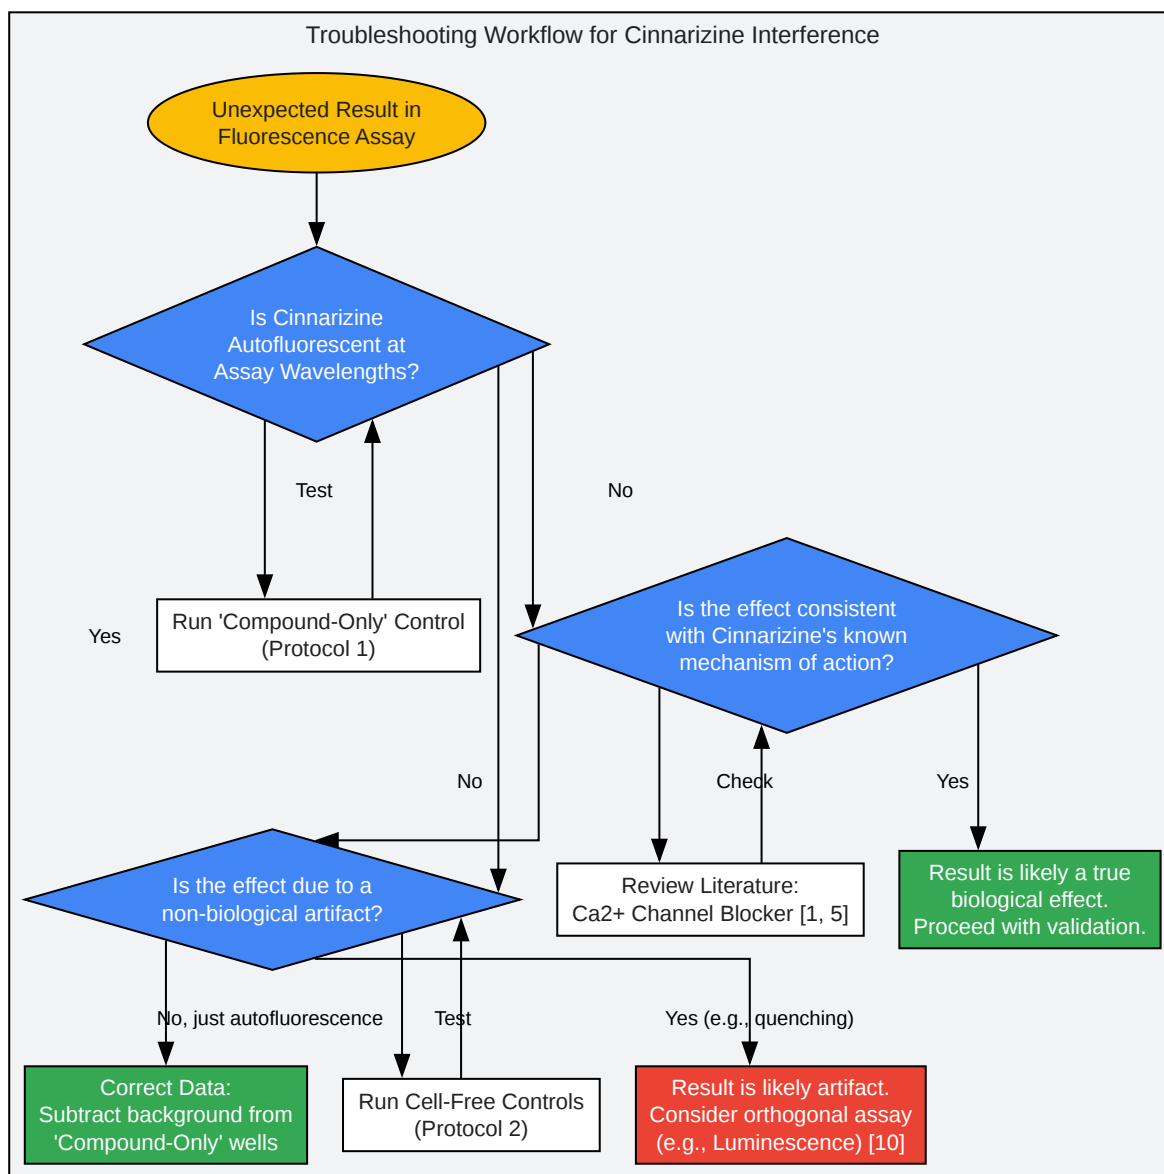 Troubleshooting Workflow for Cinnarizine Interference
Unexpected Result in
Fluorescence Assay
Is Cinnarizine
Autofluorescent at
Assay Wavelengths?
Test
No
Yes
Run 'Compound-Only' Control
(Protocol 1)
Is the effect consistent
with Cinnarizine's known
mechanism of action?
No
Check
Yes
Is the effect due to a
non-biological artifact?
Review Literature:
Ca2+ Channel Blocker [1, 5]
Result is likely a true
biological effect.
Proceed with validation.
No, just autofluorescence
Test
Yes (e.g., quenching)
Correct Data:
Subtract background from
'Compound-Only' wells
Run Cell-Free Controls
(Protocol 2)
Result is likely artifact.
Consider orthogonal assay
(e.g., Luminescence) [10]